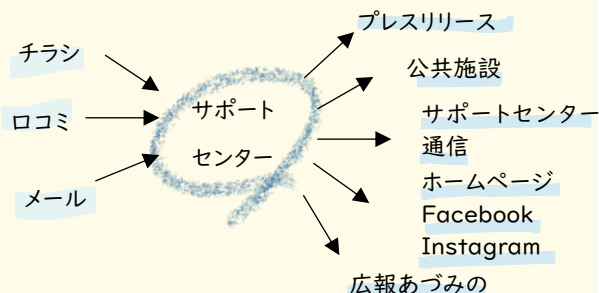 チラシ
口コミ
メール
サポート
センター
プレスリリース
公共施設
サポートセンター
通信
ホームページ
Facebook
Instagram
広報あづみの